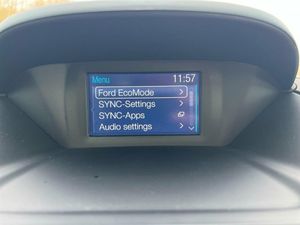 Menu 11:57
Ford EcoMode
SYNC-Settings
SYNC-Apps
Audio settings